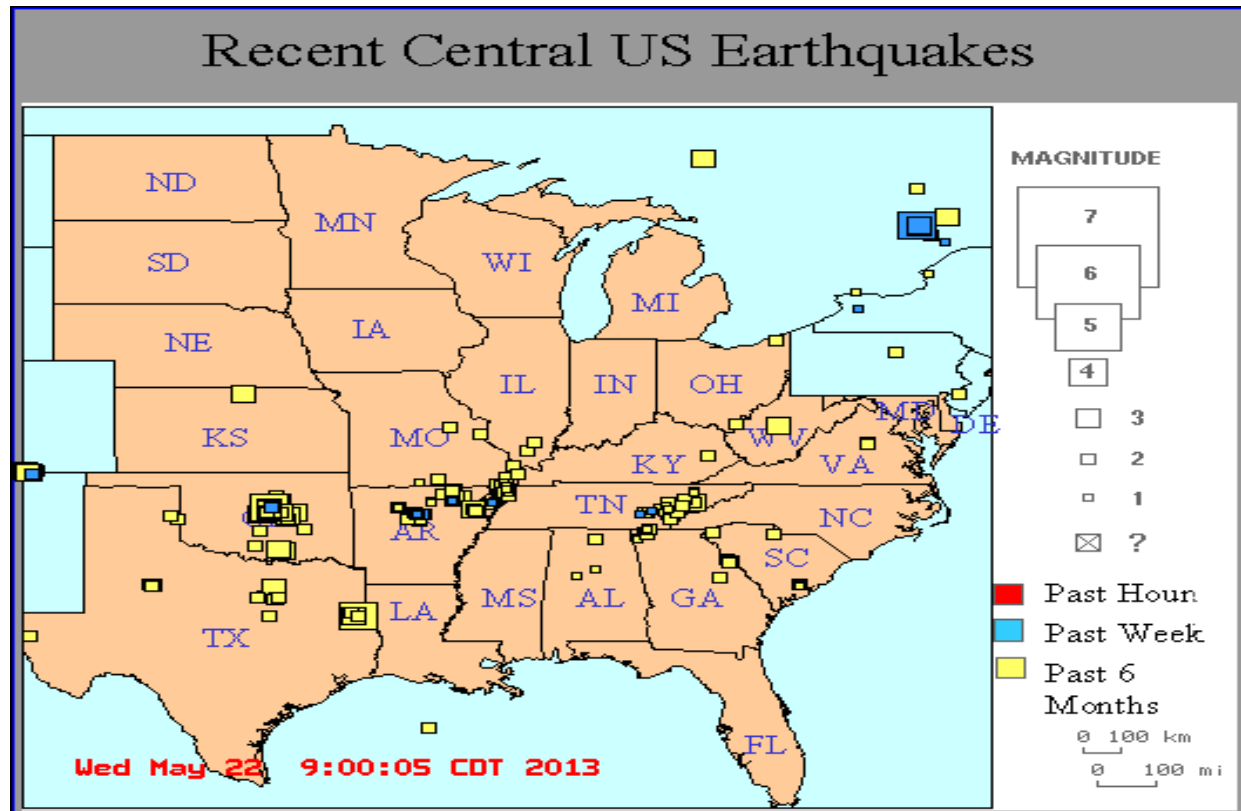 Recent Central US Earthquakes
MAGNITUDE
7
6
5
4
3
2
1
?
Past Houn
Past Week
Past 6
Months
0 100 km
0 100 mi
ND
MN
SD
WI
MI
IA
NE
IL
IN
OH
MD
DE
KS
MO
WV
VA
KY
TN
NC
AR
SC
MS
AL
GA
LA
TX
FL
Wed May 22 9:00:05 CDT 2013